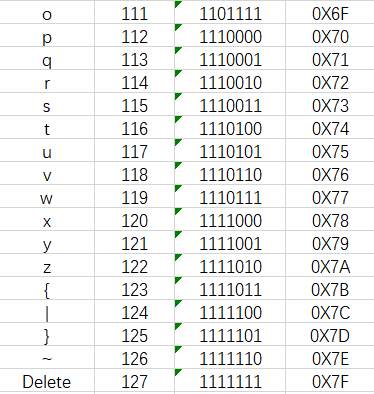 o 111 1101111 0X6F
p 112 1110000 0X70
q 113 1110001 0X71
r 114 1110010 0X72
s 115 1110011 0X73
t 116 1110100 0X74
u 117 1110101 0X75
v 118 1110110 0X76
w 119 1110111 0X77
x 120 1111000 0X78
y 121 1111001 0X79
z 122 1111010 0X7A
{ 123 1111011 0X7B
| 124 1111100 0X7C
} 125 1111101 0X7D
~ 126 1111110 0X7E
Delete 127 1111111 0X7F